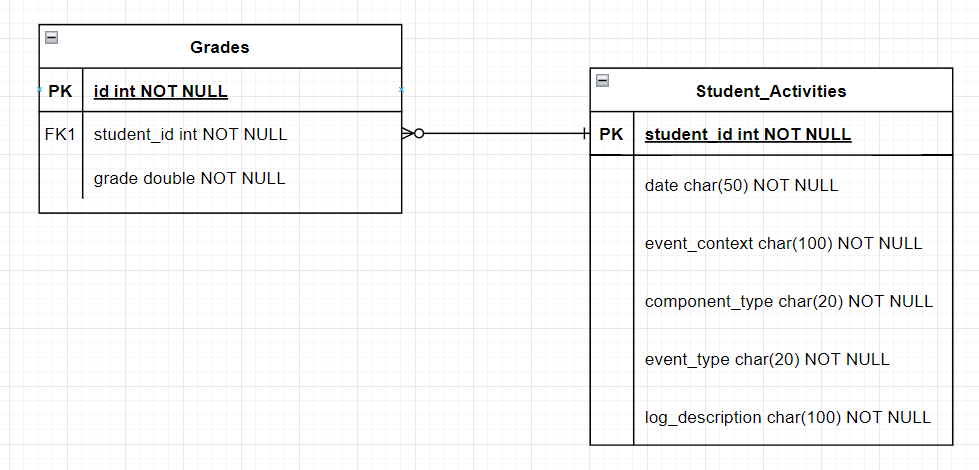 Grades
PK id int NOT NULL
FK1 student_id int NOT NULL
grade double NOT NULL
Student_Activities
PK student_id int NOT NULL
date char(50) NOT NULL
event_context char(100) NOT NULL
component_type char(20) NOT NULL
event_type char(20) NOT NULL
log_description char(100) NOT NULL